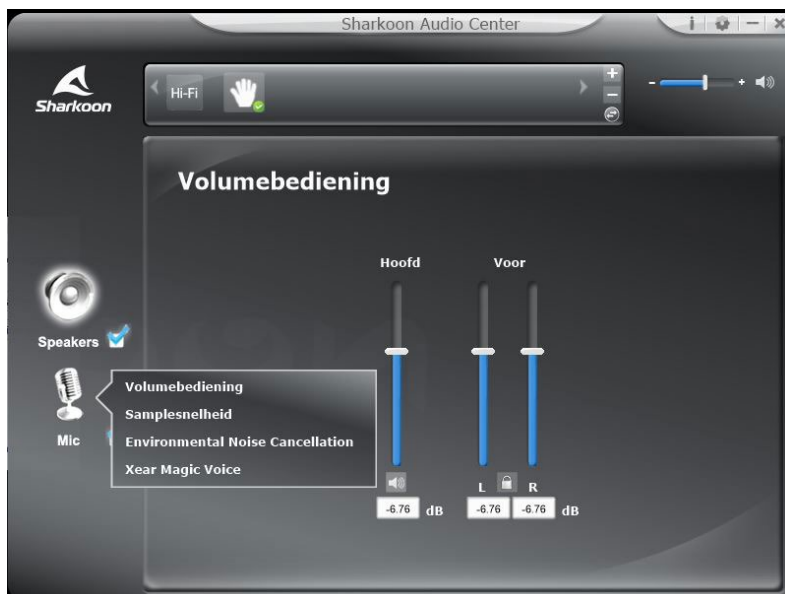 Sharkoon Audio Center
i
Sharkoon
Hi-Fi
- +
Volumebediening
Hoofd
Voor
Speakers
Volumebediening
Samplesnelheid
Environmental Noise Cancellation
Xear Magic Voice
Mic
L R
-6.76 dB -6.76 -6.76 dB